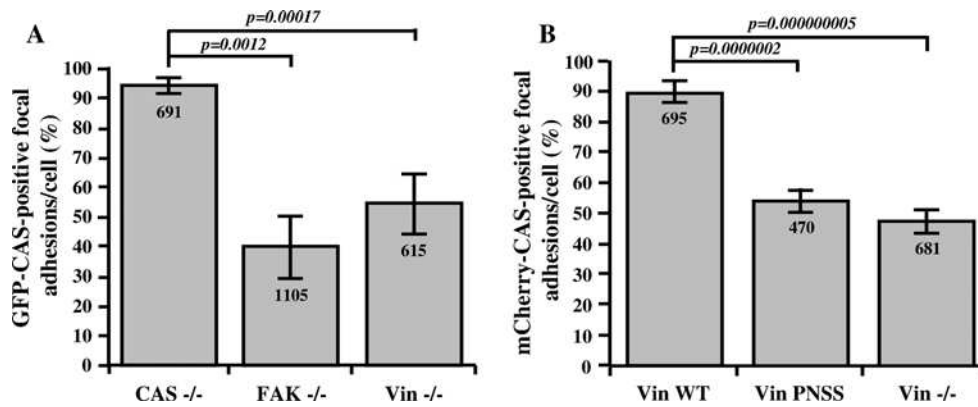 A
p=0.00017
p=0.0012
GFP-CAS-positive focal
adhesions/cell (%)
100
90
80
70
60
50
40
30
20
10
0
691
1105
615
CAS -/-
FAK -/-
Vin -/-
B
p=0.000000005
p=0.0000002
mCherry-CAS-positive focal
adhesions/cell (%)
100
90
80
70
60
50
40
30
20
10
0
695
470
681
Vin WT
Vin PNSS
Vin -/-